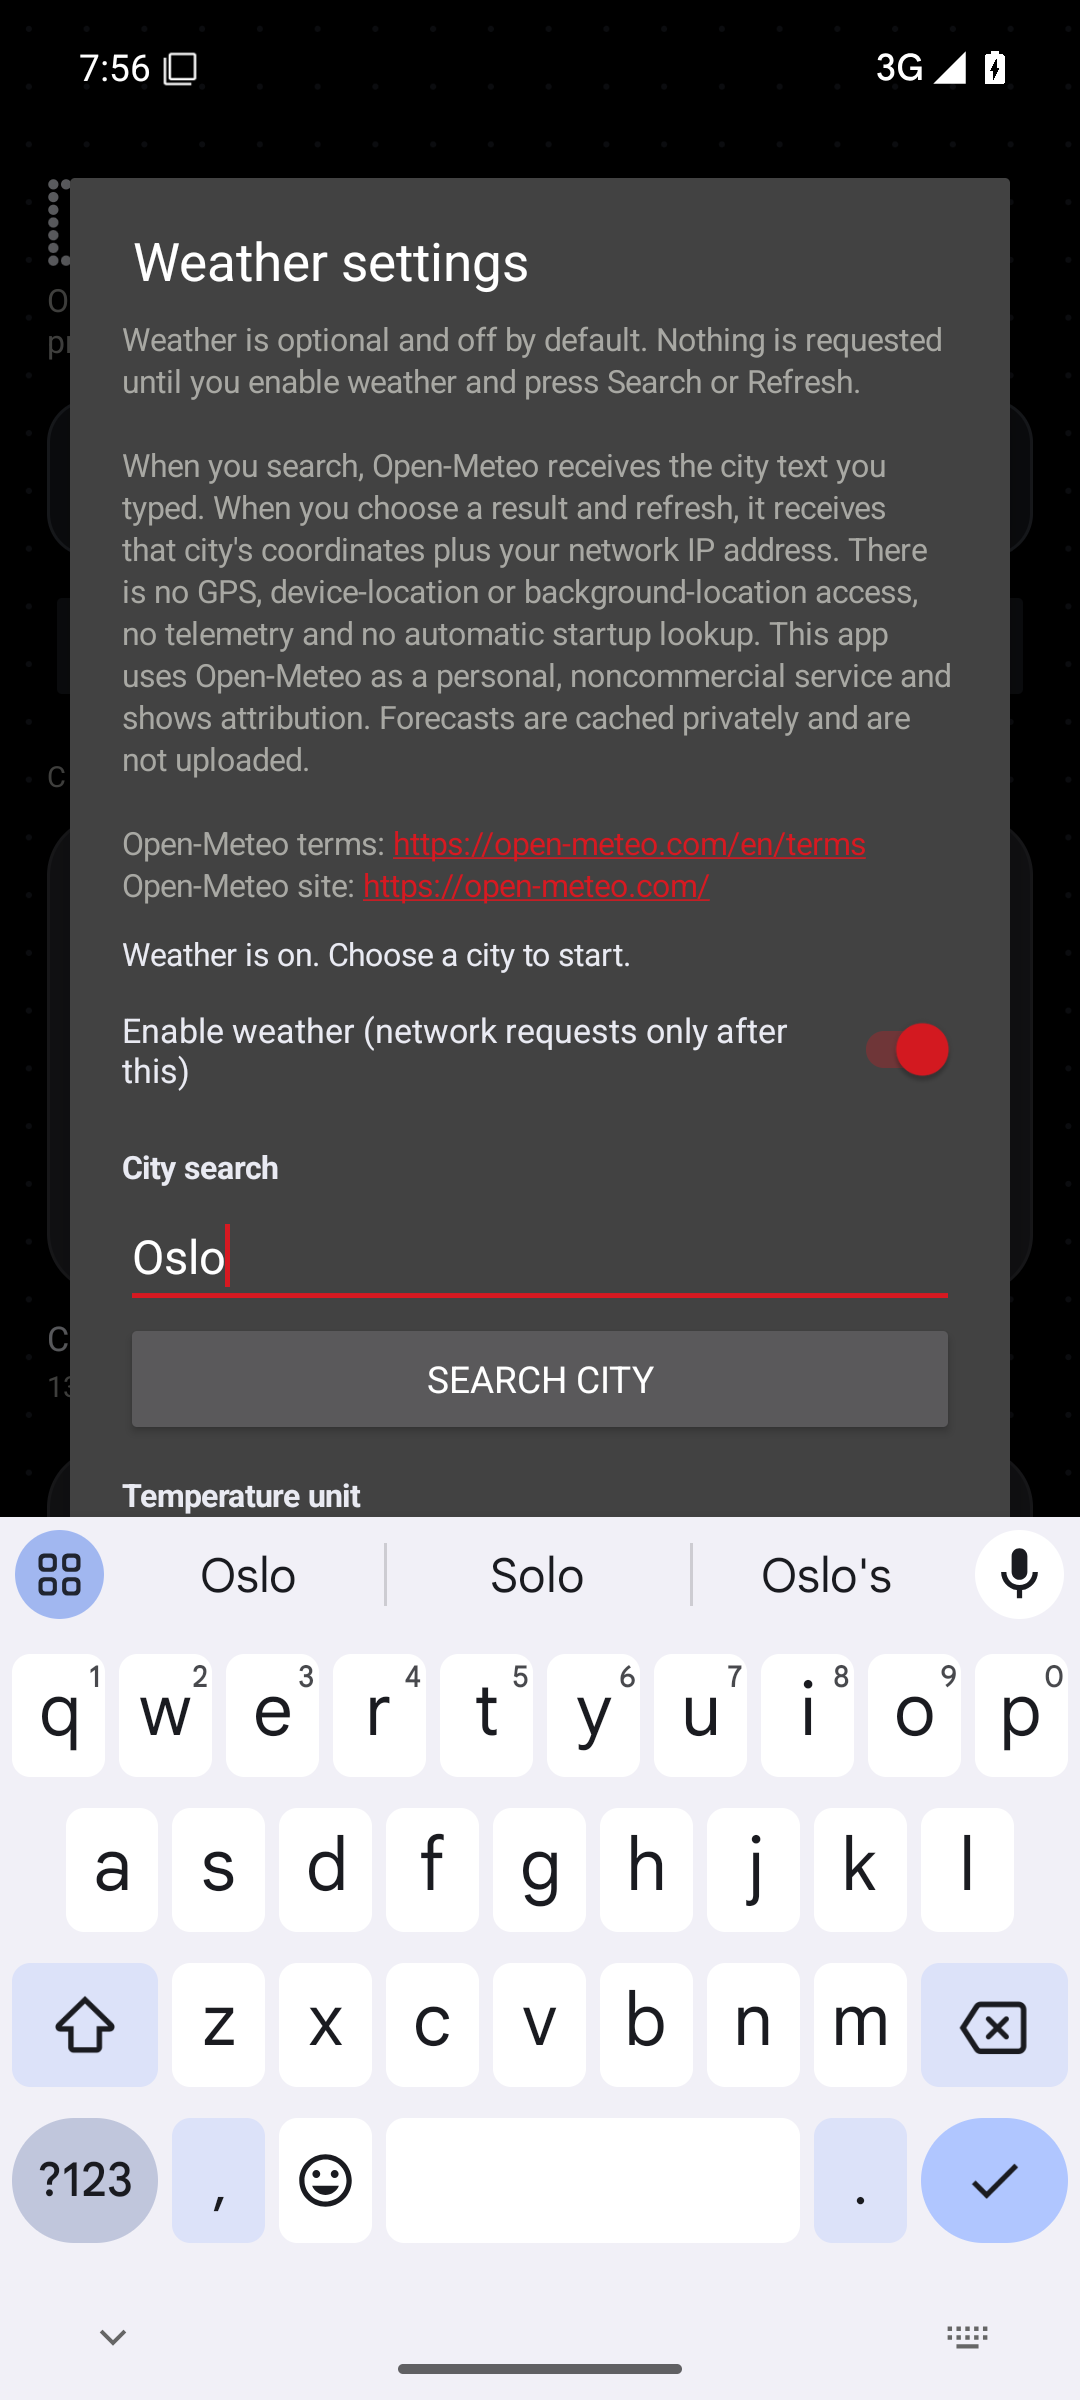 7:56
3G
Weather settings
Weather is optional and off by default. Nothing is requested
until you enable weather and press Search or Refresh.
When you search, Open-Meteo receives the city text you
typed. When you choose a result and refresh, it receives
that city's coordinates plus your network IP address. There
is no GPS, device-location or background-location access,
no telemetry and no automatic startup lookup. This app
uses Open-Meteo as a personal, noncommercial service and
shows attribution. Forecasts are cached privately and are
not uploaded.
Open-Meteo terms: https://open-meteo.com/en/terms
Open-Meteo site: https://open-meteo.com/
Weather is on. Choose a city to start.
Enable weather (network requests only after
this)
City search
Oslo
SEARCH CITY
Temperature unit
Oslo Solo Oslo's
q 1 w 2 e 3 r 4 t 5 y 6 u 7 i 8 o 9 p 0
a s d f g h j k l
z x c v b n m
?123 , .